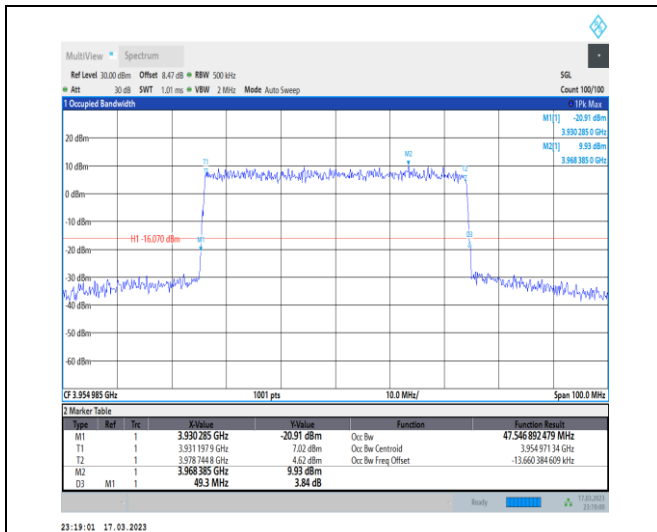 MultiView Spectrum
Ref Level 30.00 dBm Offset 8.47 dB RBW 500 kHz SGL
Att 30 dB SWT 1.01 ms VBW 2 MHz Mode Auto Sweep Count 100/100
1 Occupied Bandwidth 1Pk Max
M1[1] -20.91 dBm
3.930 285 0 GHz
M2[1] 9.93 dBm
3.968 385 0 GHz
20 dBm
10 dBm
0 dBm
-10 dBm
-20 dBm
-30 dBm
-40 dBm
-50 dBm
-60 dBm
T1
M2
T2
H1 -16.070 dBm
M1
D3
CF 3.954 985 GHz 1001 pts 10.0 MHz/ Span 100.0 MHz
2 Marker Table
Type Ref Trc X-Value Y-Value Function Function Result
M1 1 3.930 285 GHz -20.91 dBm Occ Bw 47.546 892 479 MHz
T1 1 3.931 197 9 GHz 7.02 dBm Occ Bw Centroid 3.954 971 34 GHz
T2 1 3.978 744 8 GHz 4.62 dBm Occ Bw Freq Offset -13.660 384 609 kHz
M2 1 3.968 385 GHz 9.93 dBm
D3 M1 1 49.3 MHz 3.84 dB
Ready 17.03.2023
23:19:00
23:19:01 17.03.2023